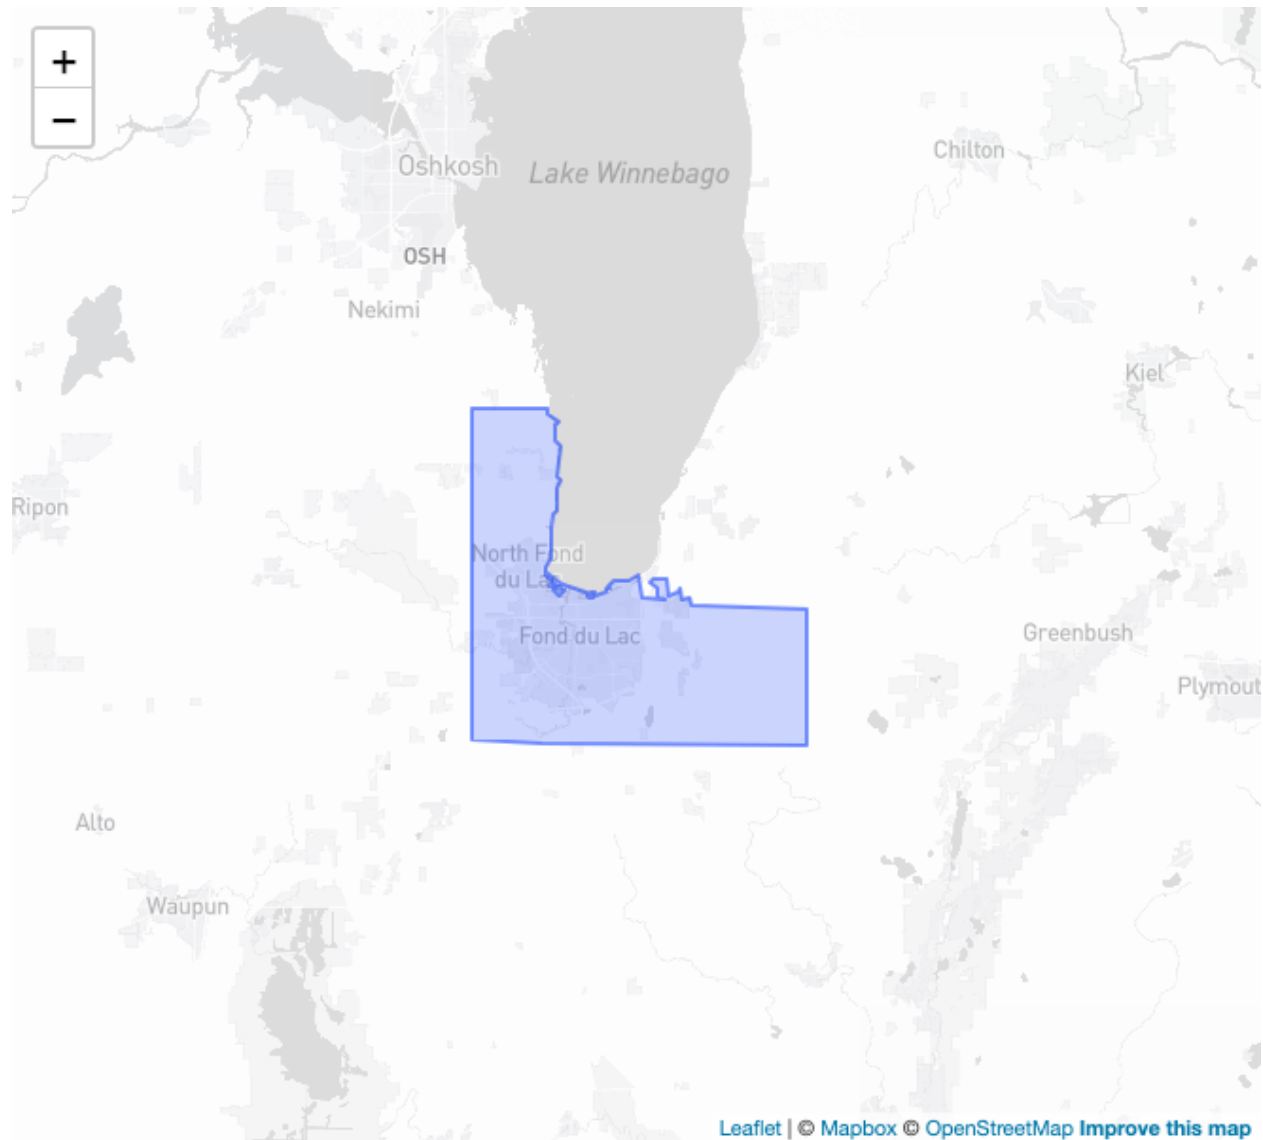 +
−
Oshkosh
Lake Winnebago
Chilton
OSH
Nekimi
Kiel
Ripon
North Fond
du Lac
Fond du Lac
Greenbush
Plymout
Alto
Waupun
Leaflet | © Mapbox © OpenStreetMap Improve this map